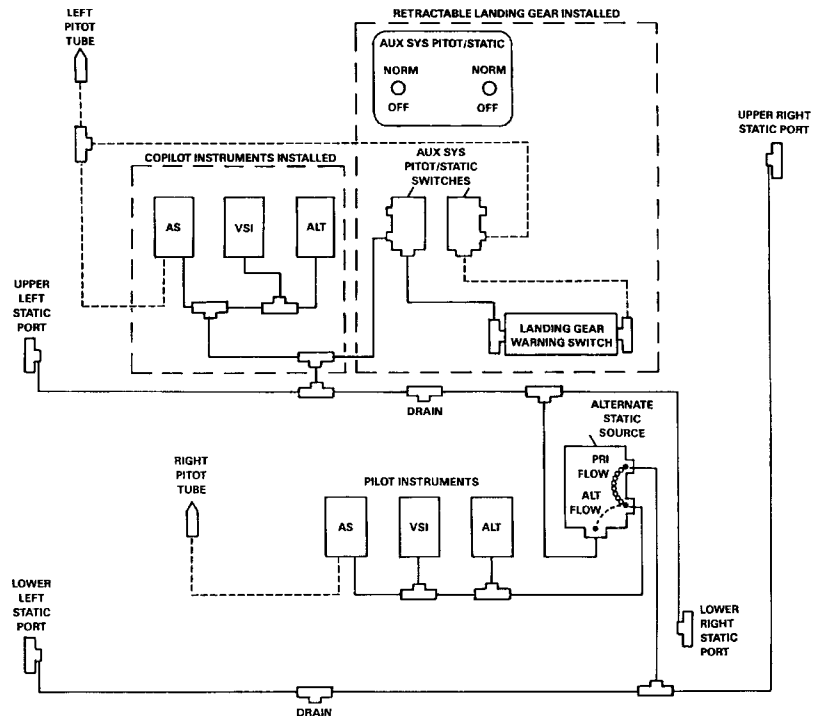 LEFT
PITOT
TUBE
RETRACTABLE LANDING GEAR INSTALLED
AUX SYS PITOT/STATIC
NORM
NORM
OFF
OFF
UPPER RIGHT
STATIC PORT
COPILOT INSTRUMENTS INSTALLED
AUX SYS
PITOT/STATIC
SWITCHES
AS
VSI
ALT
UPPER
LEFT
STATIC
PORT
LANDING GEAR
WARNING SWITCH
DRAIN
ALTERNATE
STATIC
SOURCE
PRI
FLOW
ALT
FLOW
RIGHT
PITOT
TUBE
PILOT INSTRUMENTS
AS
VSI
ALT
LOWER
LEFT
STATIC
PORT
LOWER
RIGHT
STATIC
PORT
DRAIN